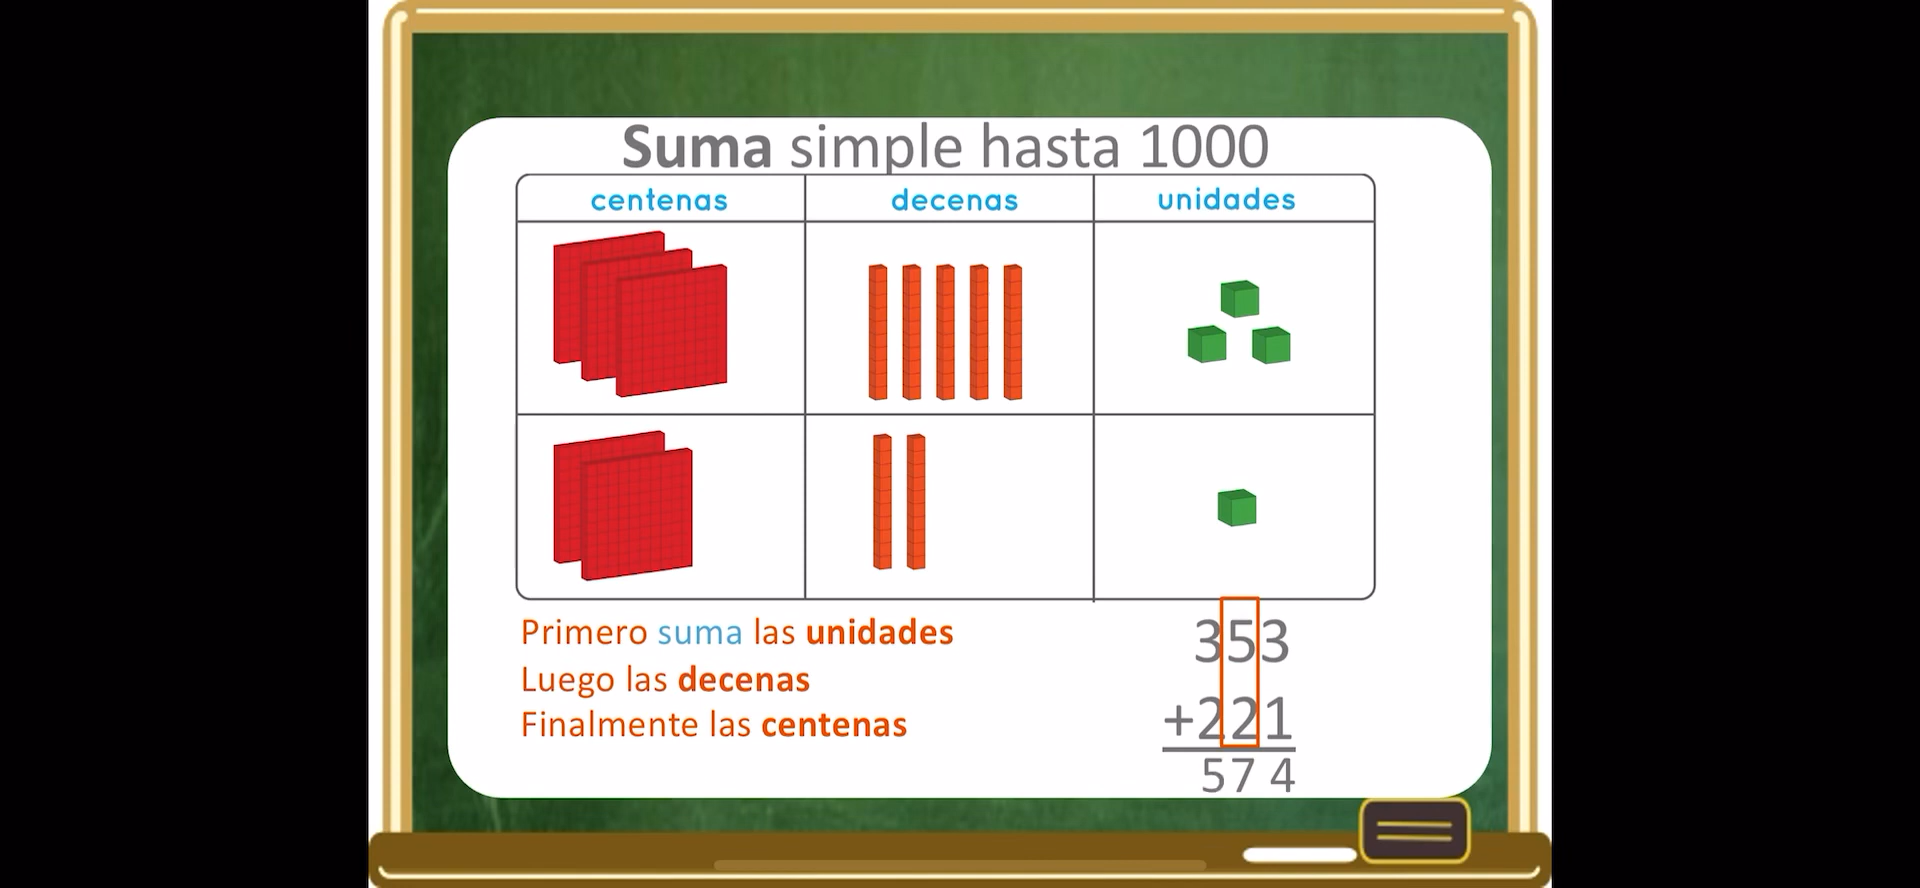 Suma simple hasta 1000
centenas decenas unidades
Primero suma las unidades
Luego las decenas
Finalmente las centenas
353
+221
574